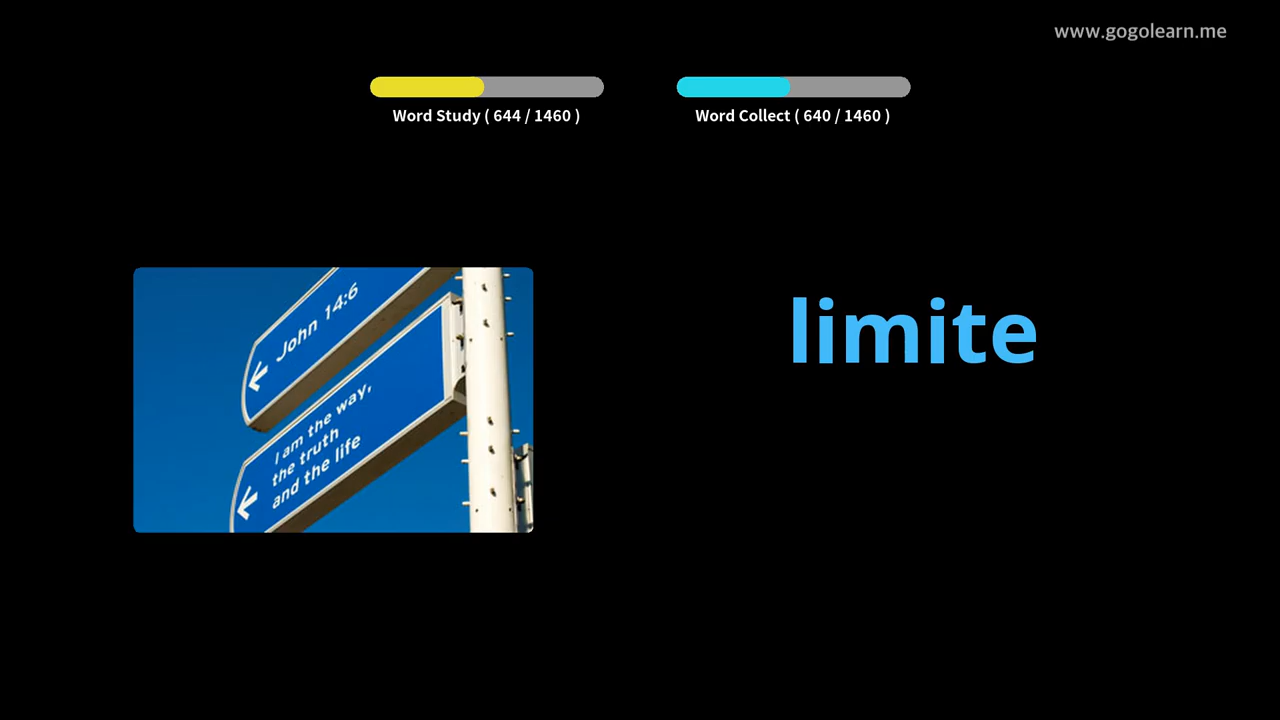 www.gogolearn.me
Word Study ( 644 / 1460 )
Word Collect ( 640 / 1460 )
John 14:6
I am the way,
the truth
and the life
limite